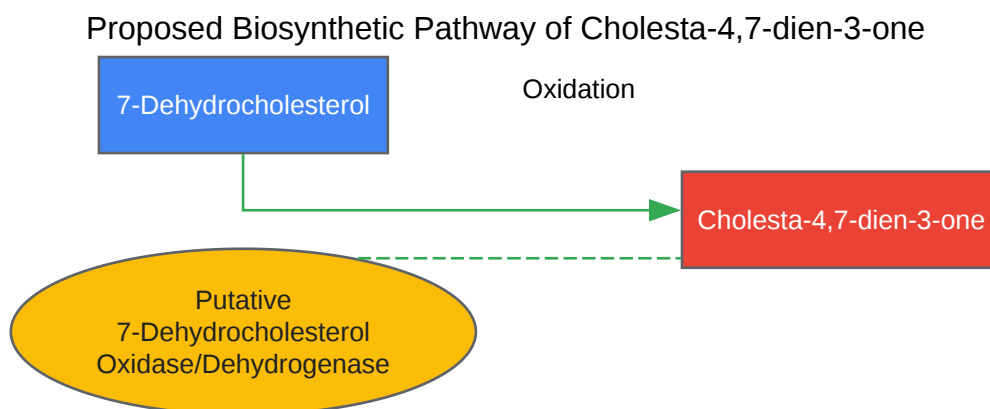 Proposed Biosynthetic Pathway of Cholesta-4,7-dien-3-one
7-Dehydrocholesterol
Oxidation
Cholesta-4,7-dien-3-one
Putative
7-Dehydrocholesterol
Oxidase/Dehydrogenase